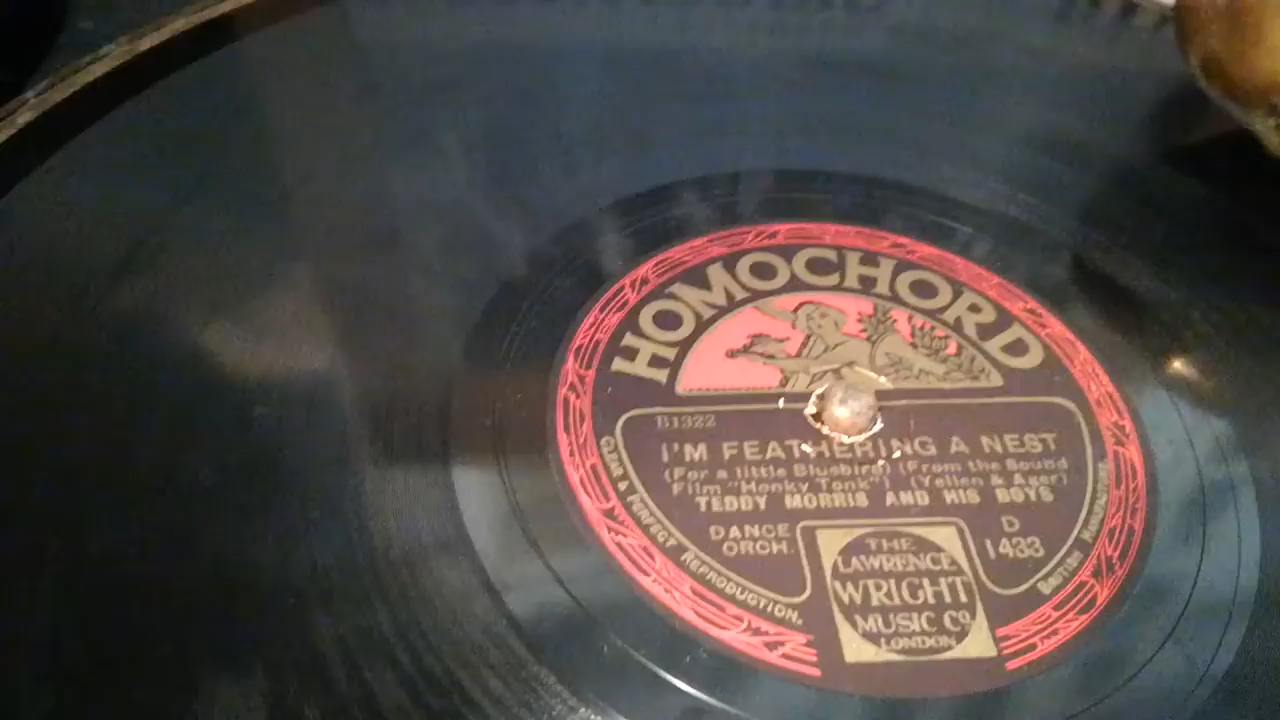 HOMOCHORD
B1322
I'M FEATHERING A NEST
(For a little Bluebird) (From the Sound
Film "Honky Tonk") (Yellen & Ager)
TEDDY MORRIS AND HIS BOYS
DANCE
ORCH.
D
1433
CLEAR & PERFECT REPRODUCTION.
BRITISH MANUFACTURE
THE
LAWRENCE
WRIGHT
MUSIC Co.
LONDON